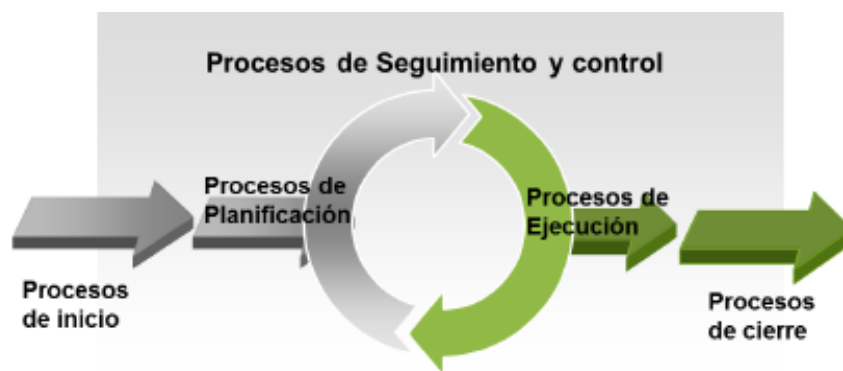 Procesos de Seguimiento y control
Procesos de
Planificación
Procesos de
Ejecución
Procesos
de inicio
Procesos
de cierre